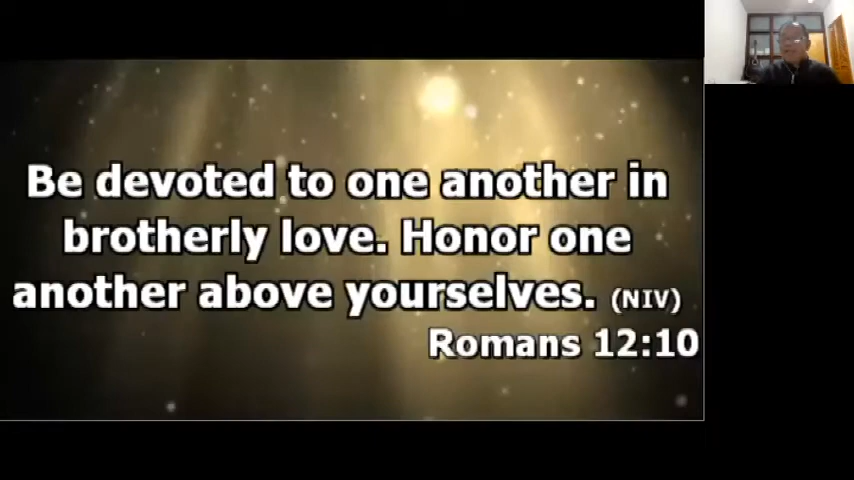 Be devoted to one another in
brotherly love. Honor one
another above yourselves. (NIV)
Romans 12:10